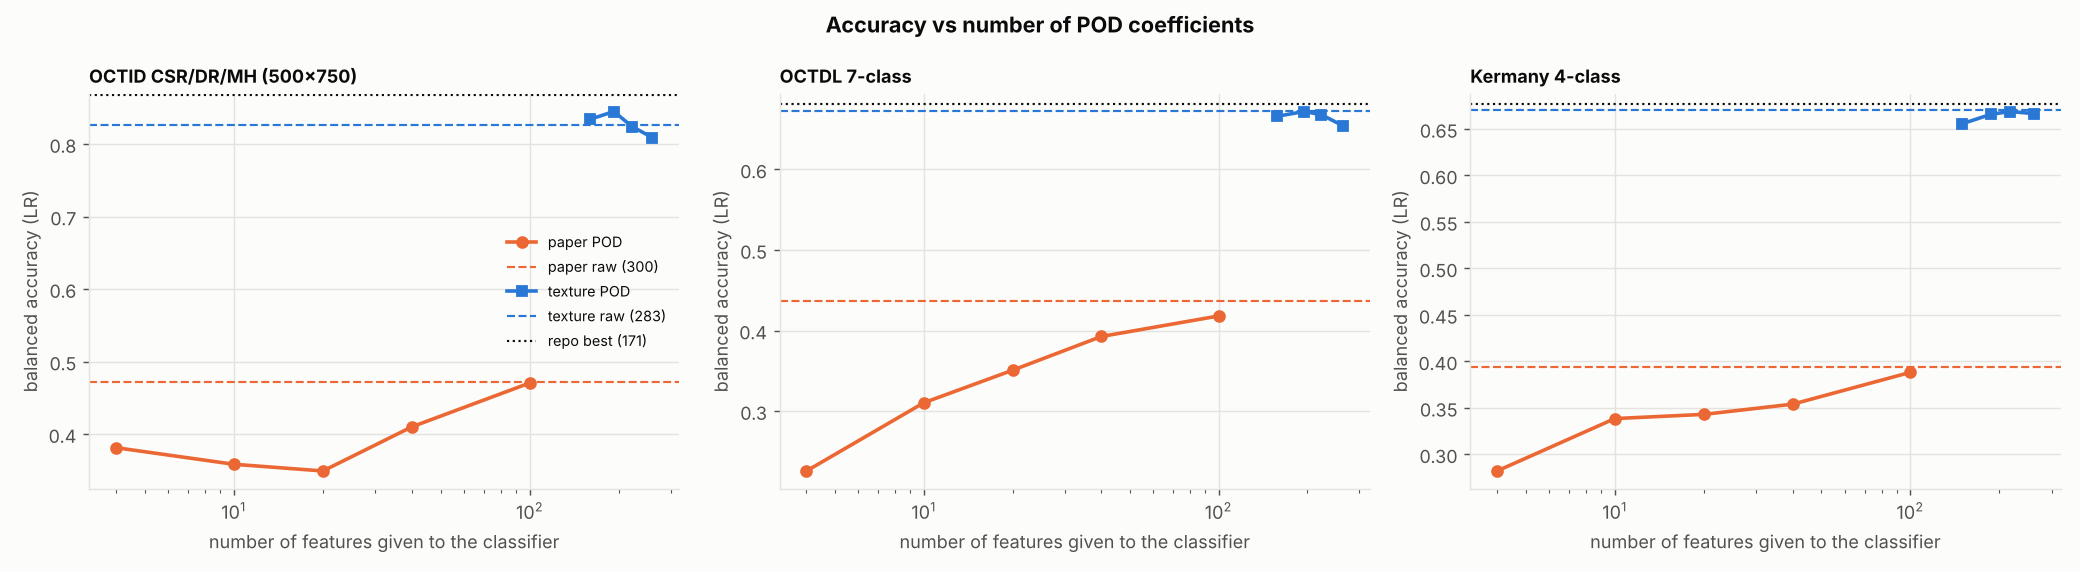 Accuracy vs number of POD coefficients
OCTID CSR/DR/MH (500×750)
balanced accuracy (LR)
0.8
0.7
0.6
0.5
0.4
paper POD
paper raw (300)
texture POD
texture raw (283)
repo best (171)
10¹
10²
number of features given to the classifier
OCTDL 7-class
balanced accuracy (LR)
0.6
0.5
0.4
0.3
10¹
10²
number of features given to the classifier
Kermany 4-class
balanced accuracy (LR)
0.65
0.60
0.55
0.50
0.45
0.40
0.35
0.30
10¹
10²
number of features given to the classifier